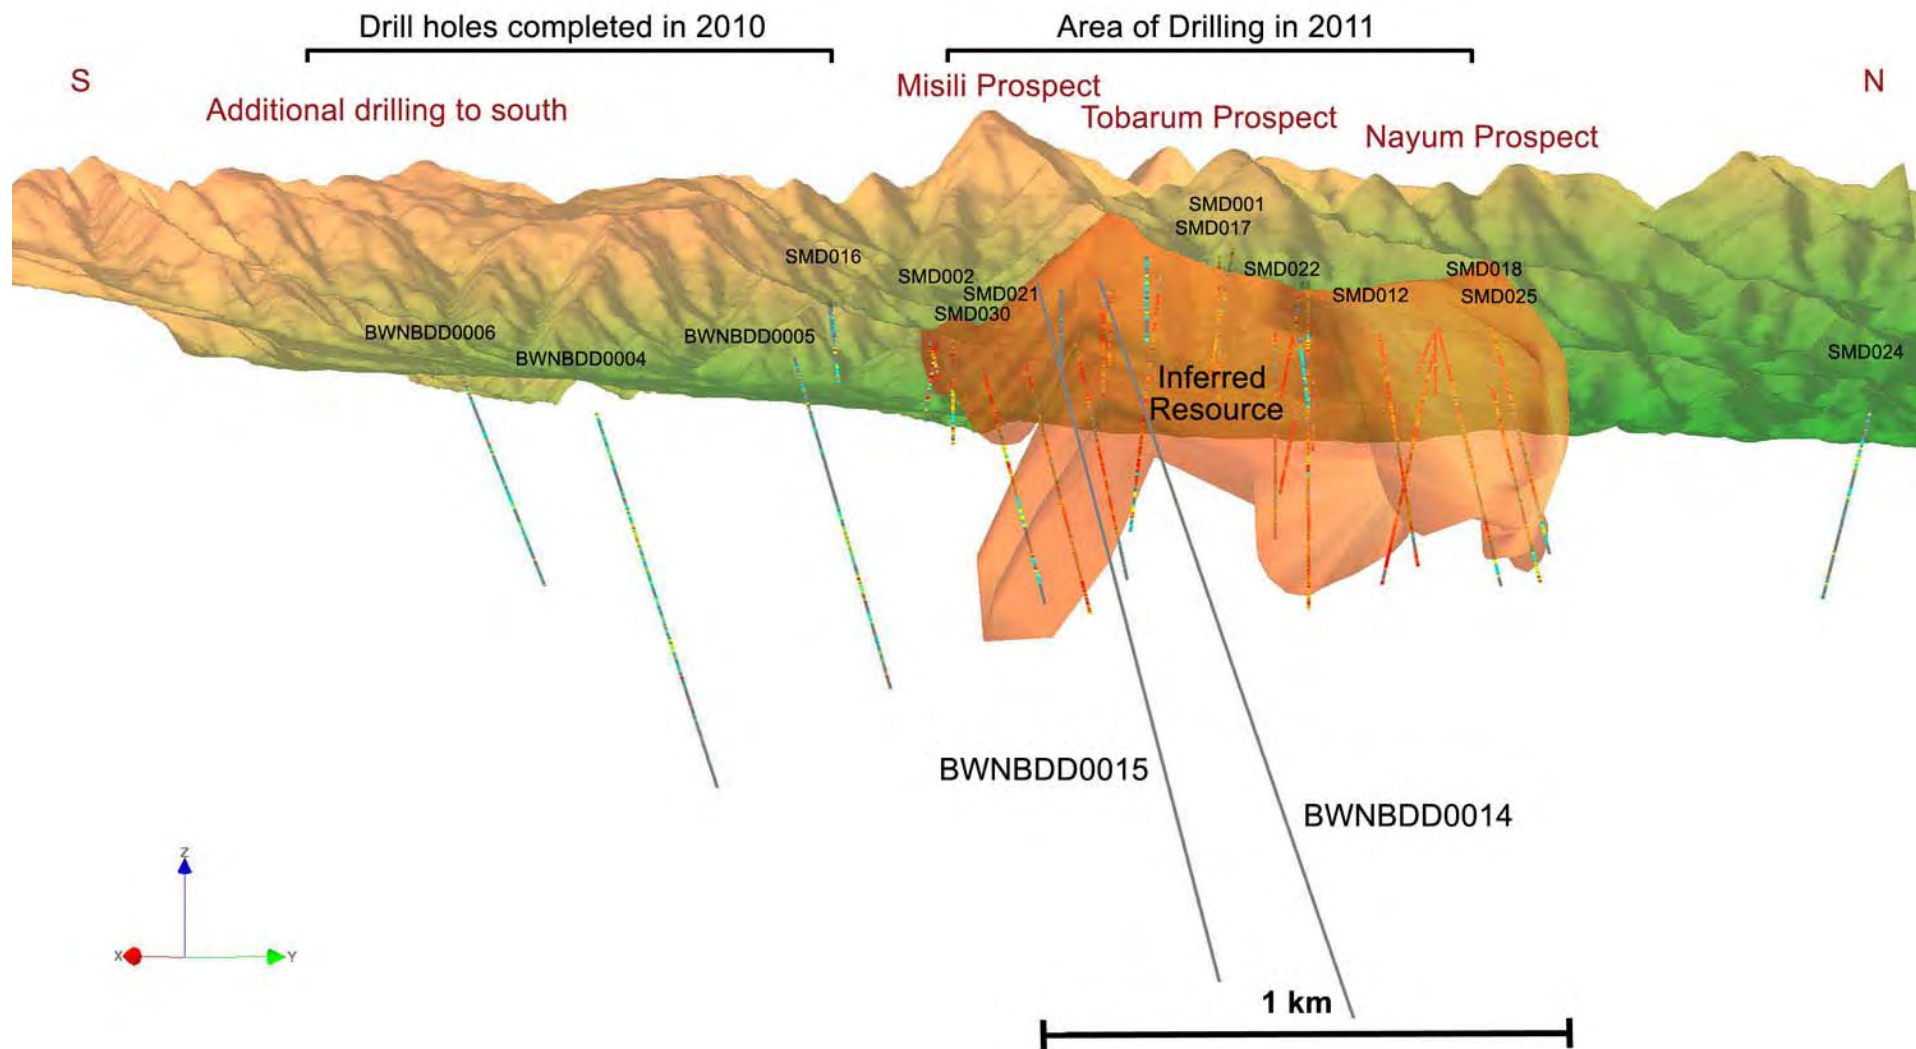 Drill holes completed in 2010
Area of Drilling in 2011
S
N
Additional drilling to south
Misili Prospect
Tobarum Prospect
Nayum Prospect
SMD001
SMD017
SMD016
SMD002
SMD021
SMD030
SMD022
SMD012
SMD018
SMD025
BWNBDD0006
BWNBDD0004
BWNBDD0005
SMD024
Inferred
Resource
BWNBDD0015
BWNBDD0014
Z
X
Y
1 km